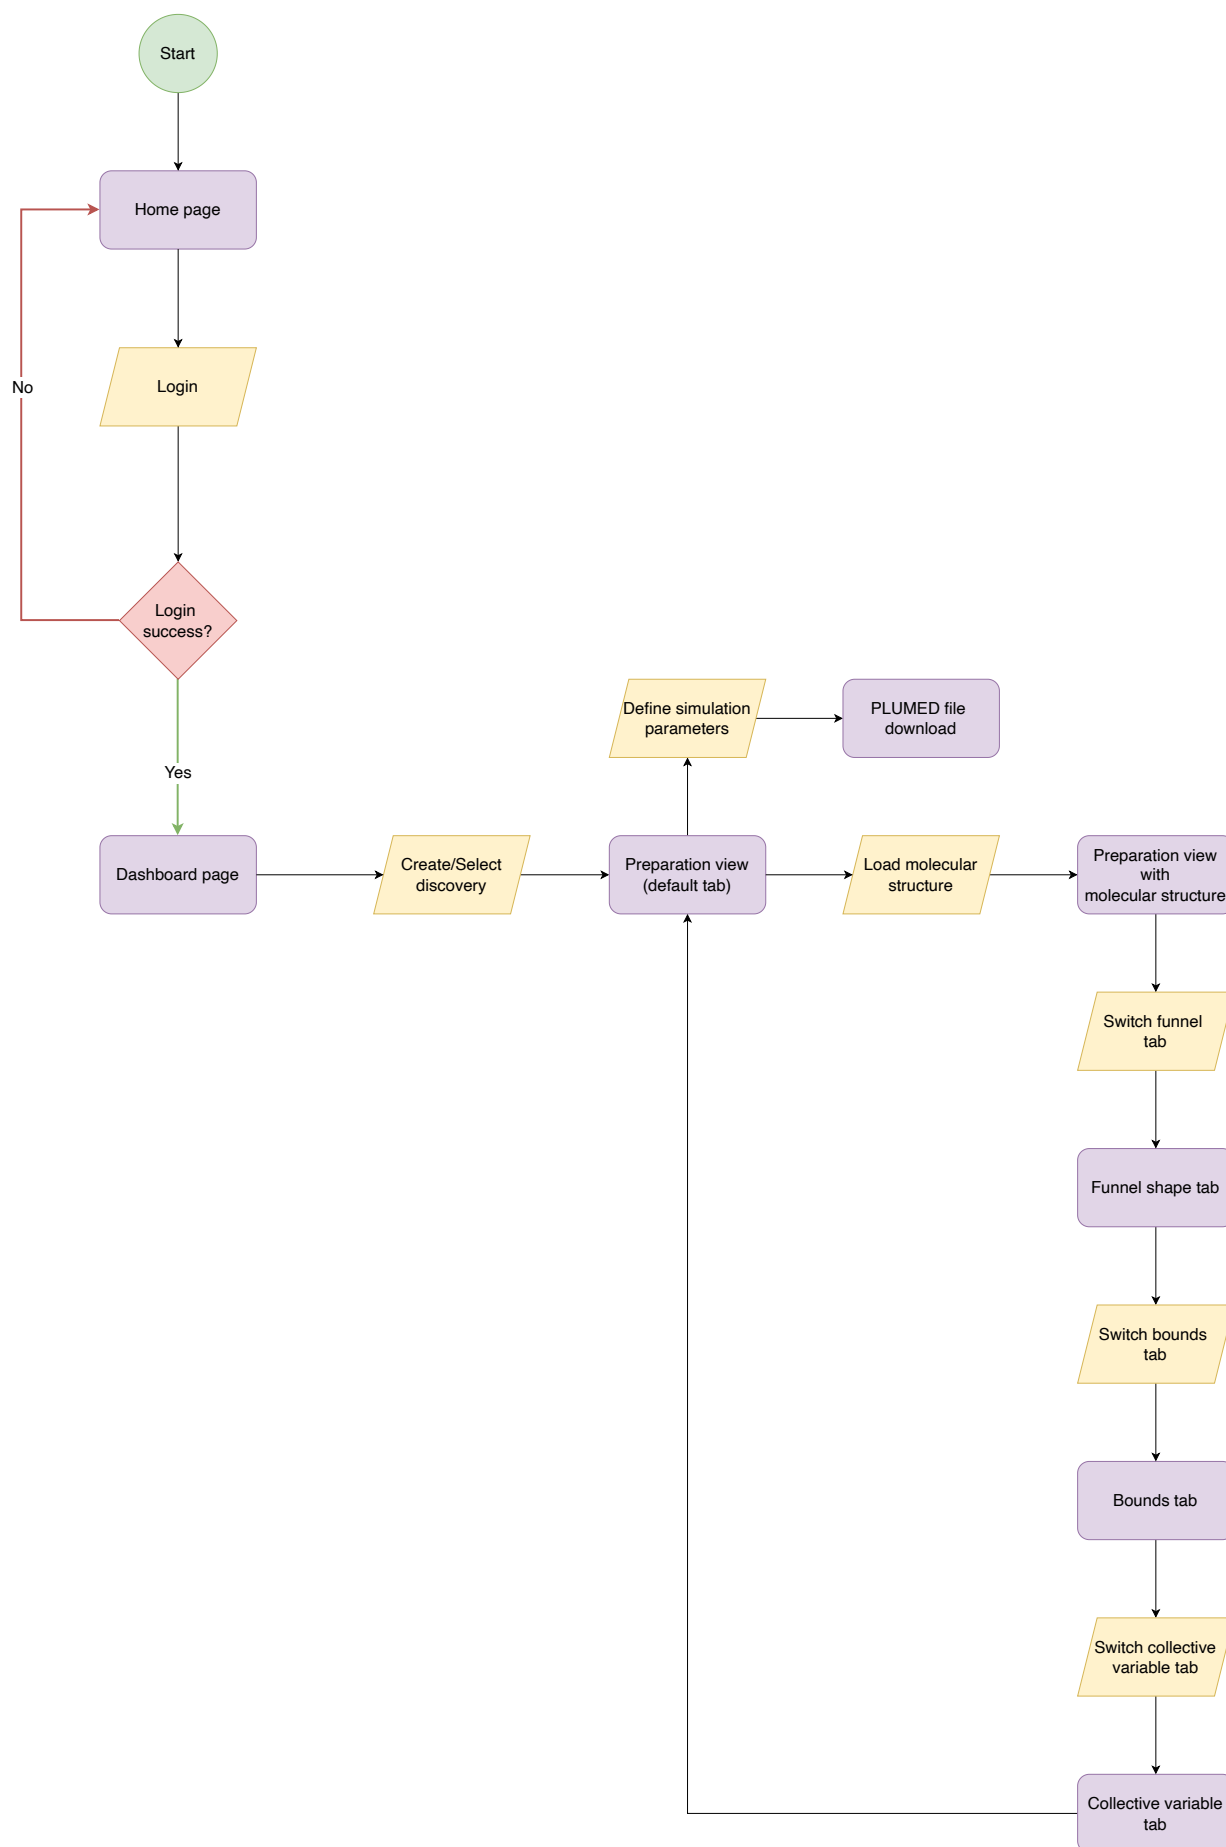 Start
Home page
No
Login
Login
success?
Yes
Define simulation
parameters
PLUMED file
download
Dashboard page
Create/Select
discovery
Preparation view
(default tab)
Load molecular
structure
Preparation view
with
molecular structure
Switch funnel
tab
Funnel shape tab
Switch bounds
tab
Bounds tab
Switch collective
variable tab
Collective variable
tab